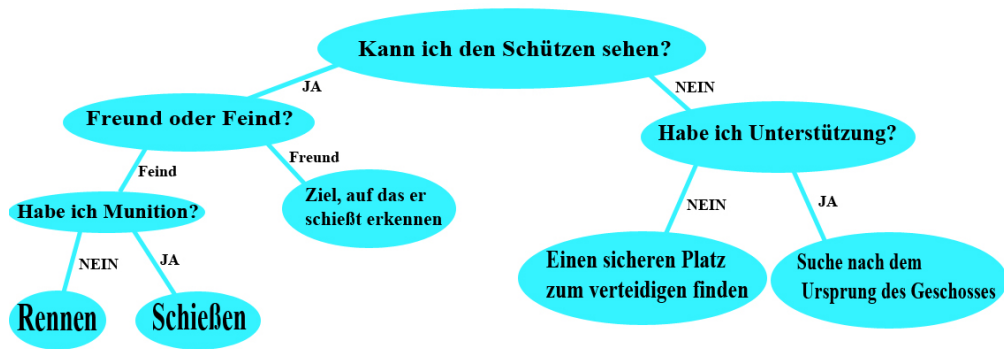 Kann ich den Schützen sehen?
JA
NEIN
Freund oder Feind?
Habe ich Unterstützung?
Feind
Freund
Habe ich Munition?
Ziel, auf das er
schießt erkennen
NEIN
JA
NEIN
JA
Einen sicheren Platz
zum verteidigen finden
Suche nach dem
Ursprung des Geschosses
Rennen
Schießen